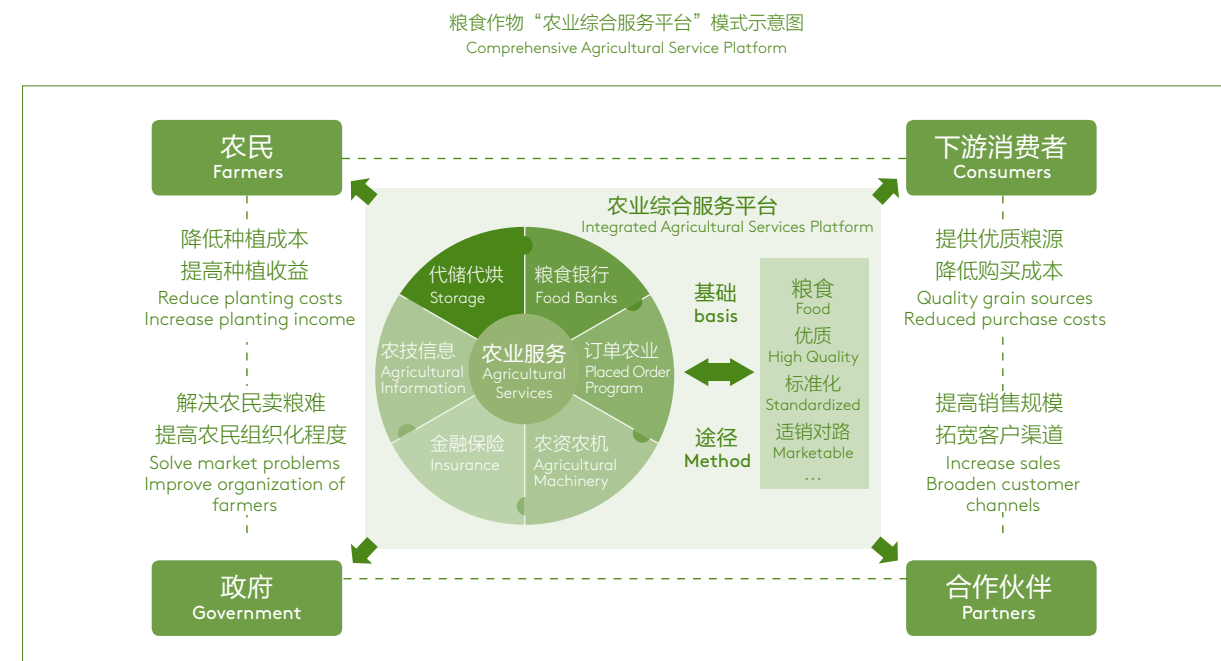 粮食作物“农业综合服务平台”模式示意图
Comprehensive Agricultural Service Platform
农民
Farmers
下游消费者
Consumers
农业综合服务平台
Integrated Agricultural Services Platform
降低种植成本
提高种植收益
Reduce planting costs
Increase planting income
代储代烘
Storage
粮食银行
Food Banks
农技信息
Agricultural
Information
农业服务
Agricultural
Services
订单农业
Placed Order
Program
金融保险
Insurance
农资农机
Agricultural
Machinery
基础
basis
途径
Method
粮食
Food
优质
High Quality
标准化
Standardized
适销对路
Marketable
…
提供优质粮源
降低购买成本
Quality grain sources
Reduced purchase costs
解决农民卖粮难
提高农民组织化程度
Solve market problems
Improve organization of
farmers
提高销售规模
拓宽客户渠道
Increase sales
Broaden customer
channels
政府
Government
合作伙伴
Partners